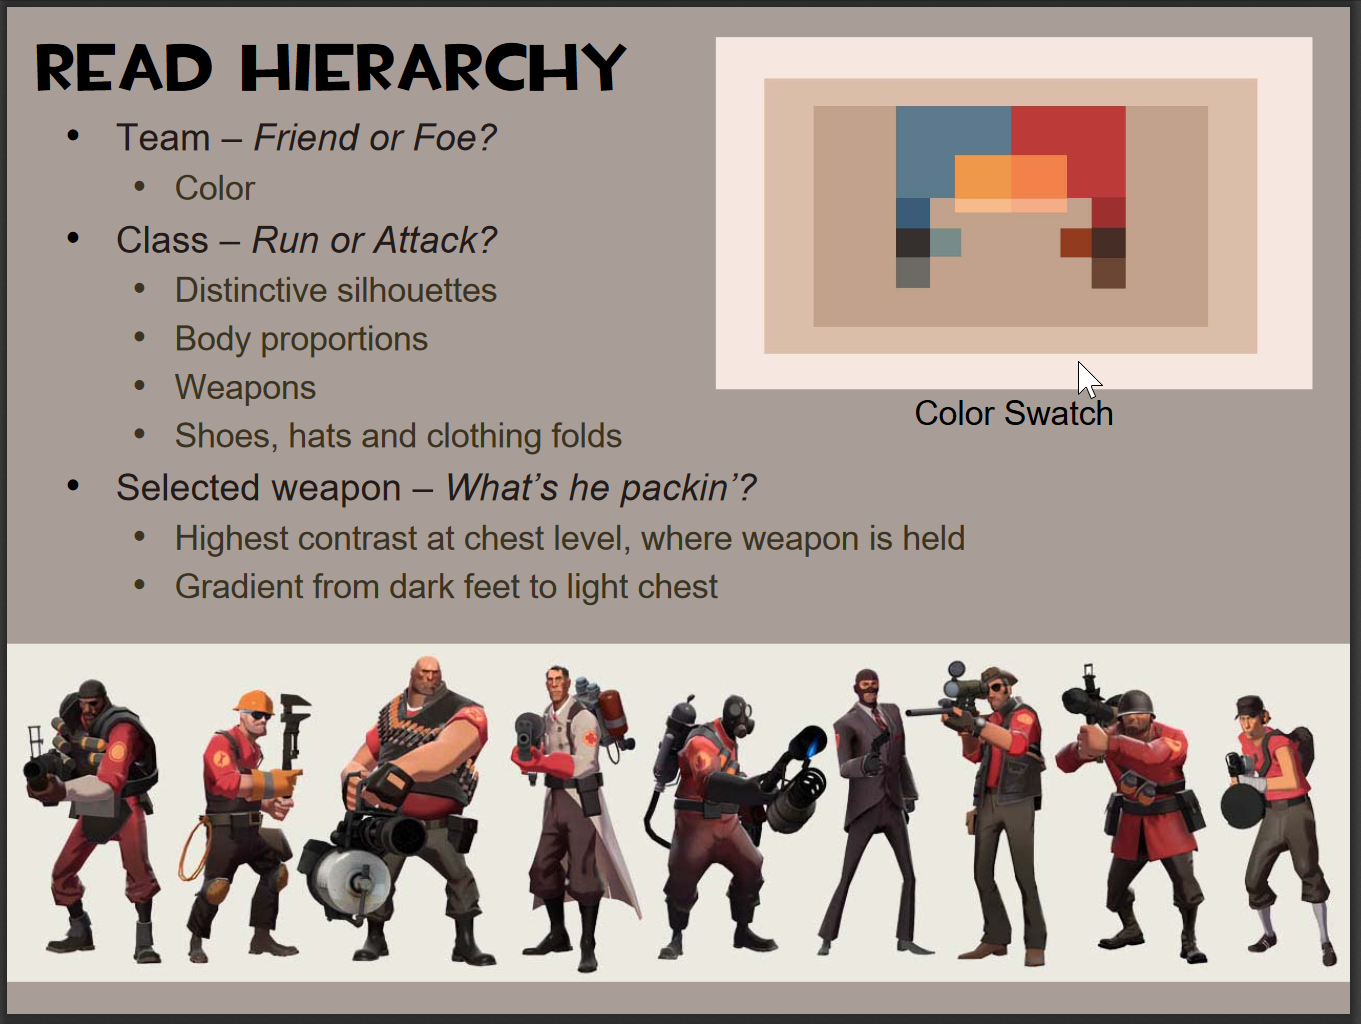 READ HIERARCHY
• Team – Friend or Foe?
• Color
• Class – Run or Attack?
• Distinctive silhouettes
• Body proportions
• Weapons
• Shoes, hats and clothing folds
• Selected weapon – What’s he packin’?
• Highest contrast at chest level, where weapon is held
• Gradient from dark feet to light chest
Color Swatch